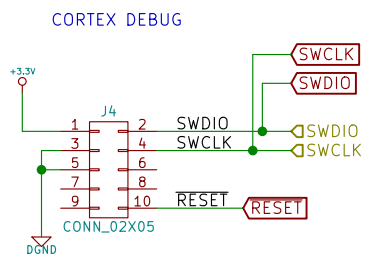 CORTEX DEBUG
SWCLK
+3.3V
SWDIO
J4
1 2 SWDIO SWDIO
3 4 SWCLK SWCLK
5 6
7 8
9 10 RESET RESET
CONN_02X05
DGND